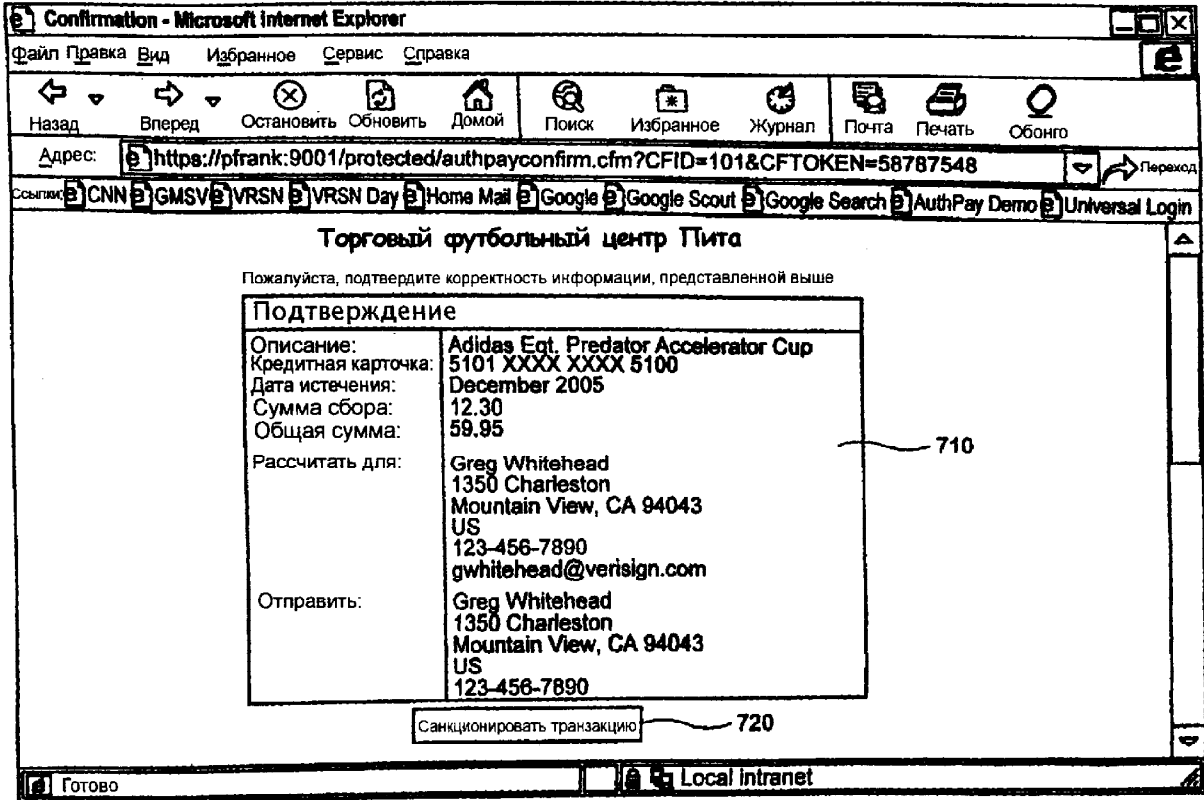 Confirmation - Microsoft Internet Explorer
Файл Правка Вид Избранное Сервис Справка
Назад Вперед Остановить Обновить Домой Поиск Избранное Журнал Почта Печать Обонго
Адрес: https://pfrank:9001/protected/authpayconfirm.cfm?CFID=101&CFTOKEN=58787548 Переход
Ссылки CNN GMSV VRSN VRSN Day Home Mail Google Google Scout Google Search AuthPay Demo Universal Login
Торговый футбольный центр Пита
Пожалуйста, подтвердите корректность информации, представленной выше
Подтверждение
Описание: Adidas Eqt. Predator Accelerator Cup
Кредитная карточка: 5101 XXXX XXXX 5100
Дата истечения: December 2005
Сумма сбора: 12.30
Общая сумма: 59.95
710
Рассчитать для: Greg Whitehead
1350 Charleston
Mountain View, CA 94043
US
123-456-7890
gwhitehead@verisign.com
Отправить: Greg Whitehead
1350 Charleston
Mountain View, CA 94043
US
123-456-7890
Санкционировать транзакцию 720
Готово Local intranet